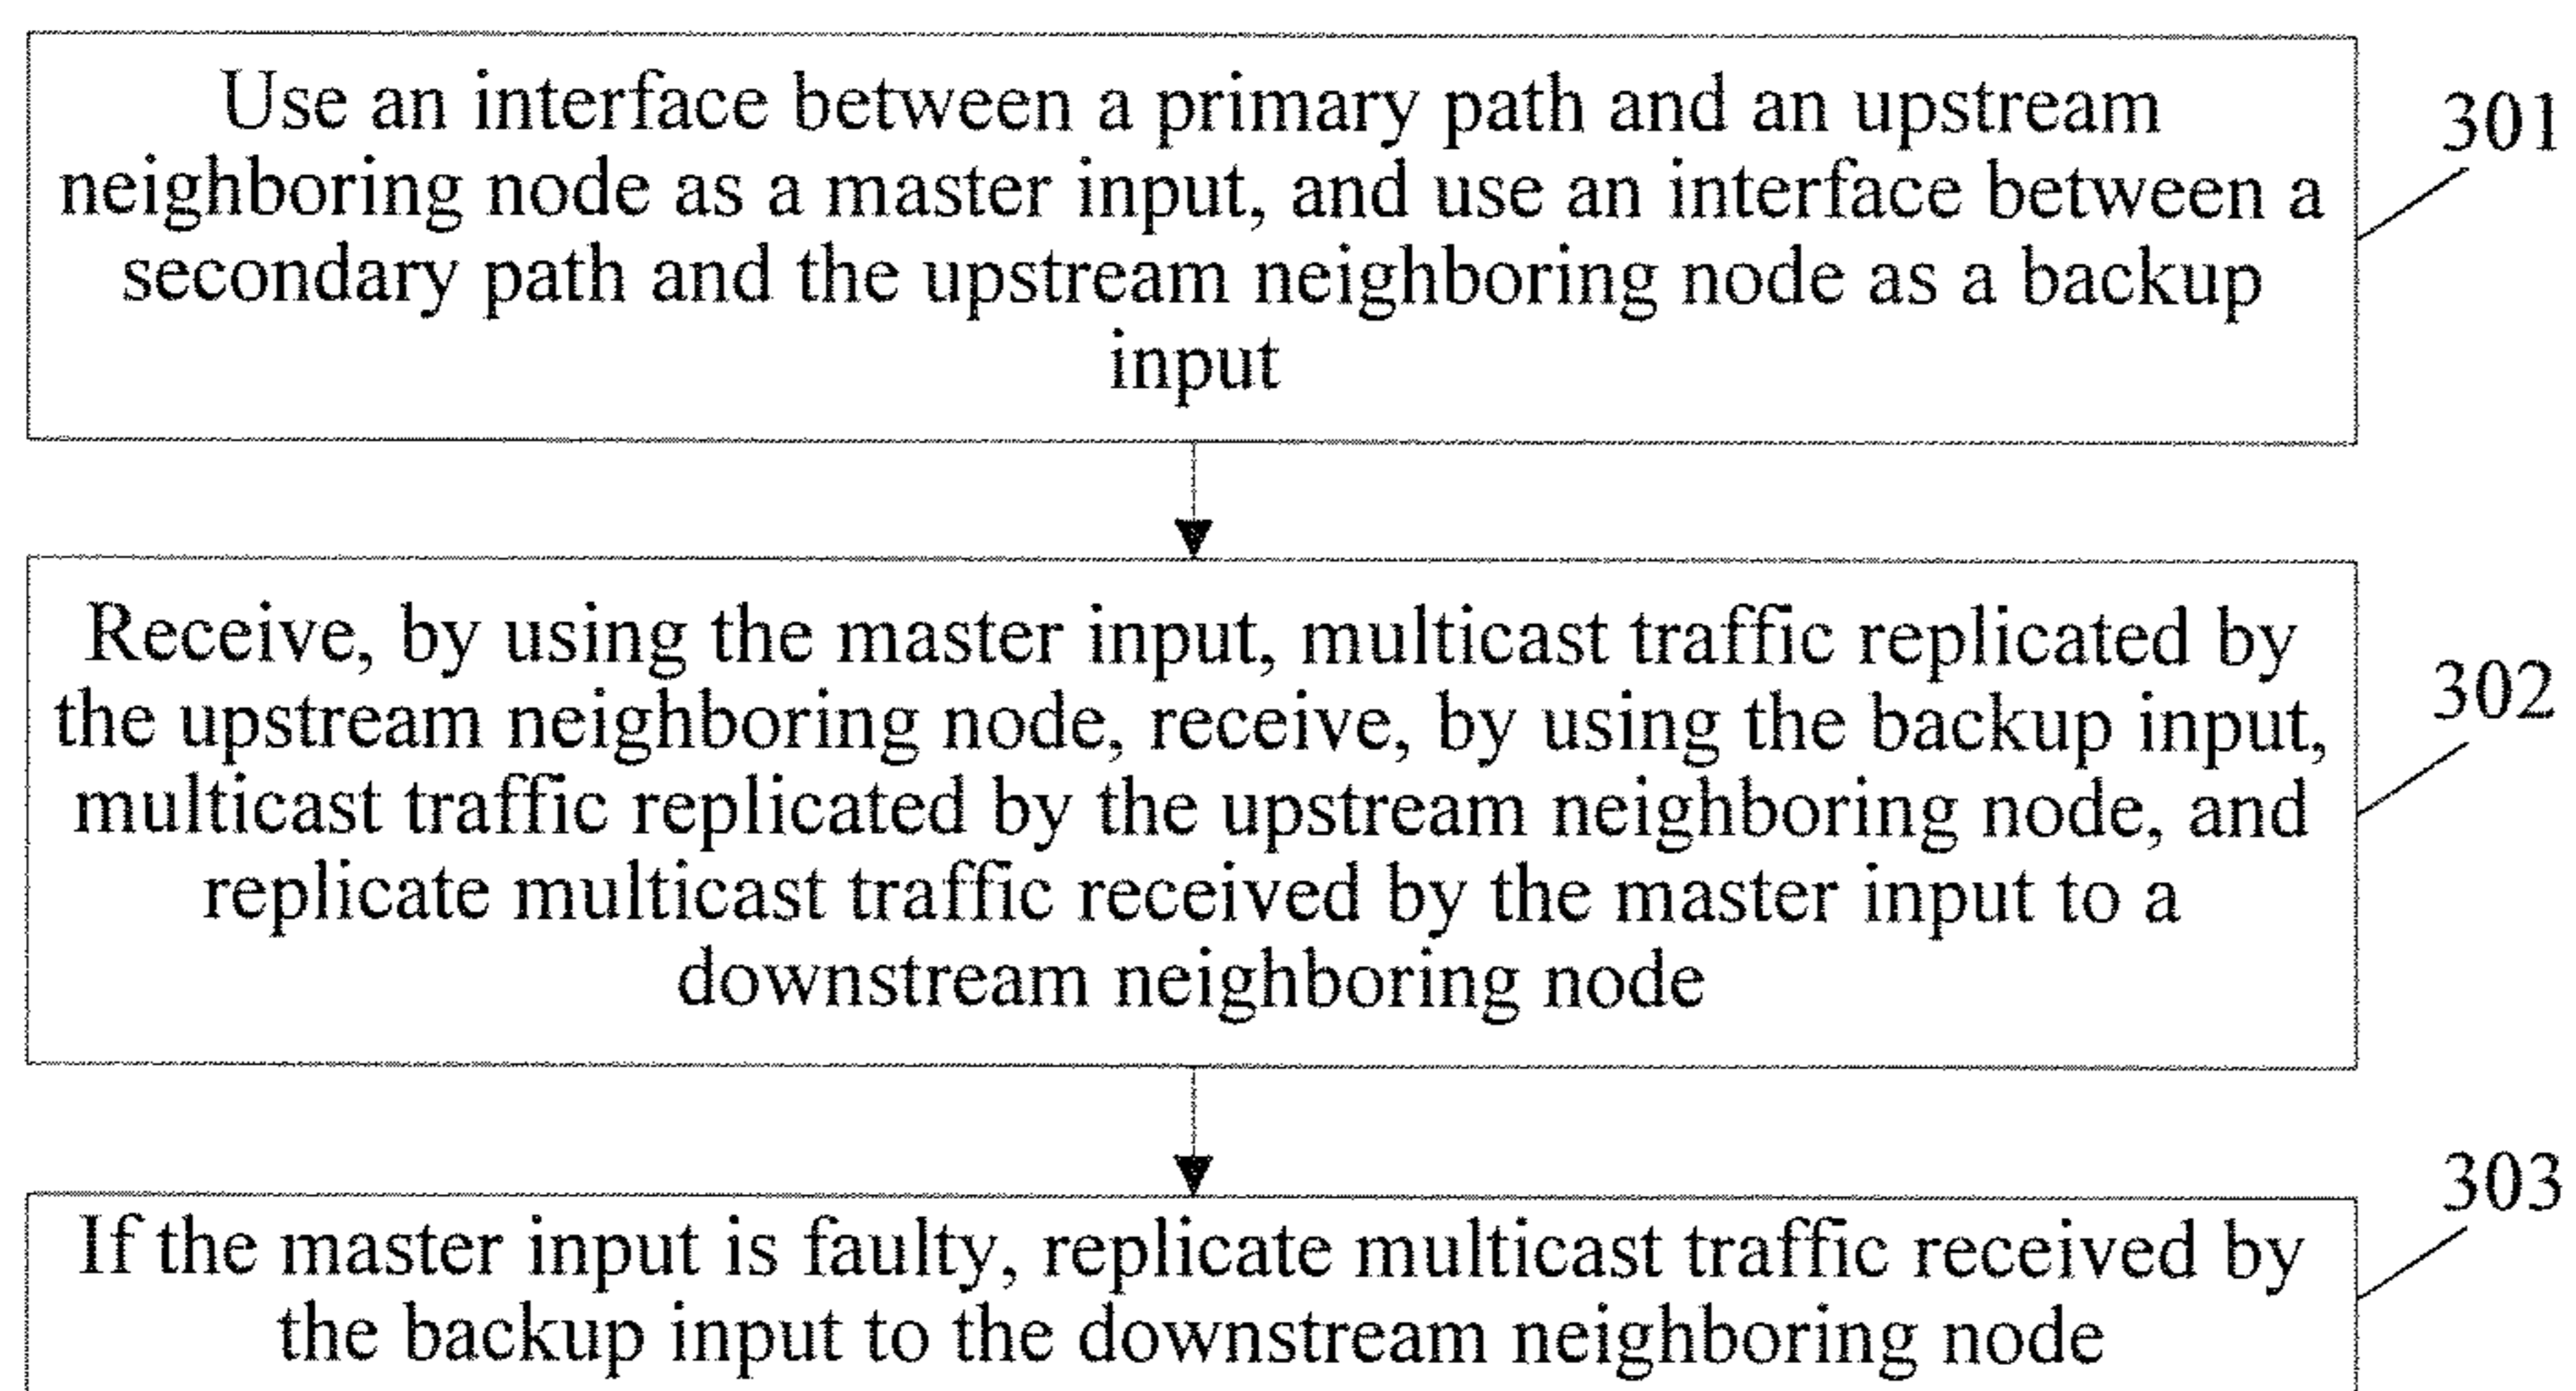 Use an interface between a primary path and an upstream
neighboring node as a master input, and use an interface between a
secondary path and the upstream neighboring node as a backup
input
301
Receive, by using the master input, multicast traffic replicated by
the upstream neighboring node, receive, by using the backup input,
multicast traffic replicated by the upstream neighboring node, and
replicate multicast traffic received by the master input to a
downstream neighboring node
302
If the master input is faulty, replicate multicast traffic received by
the backup input to the downstream neighboring node
303